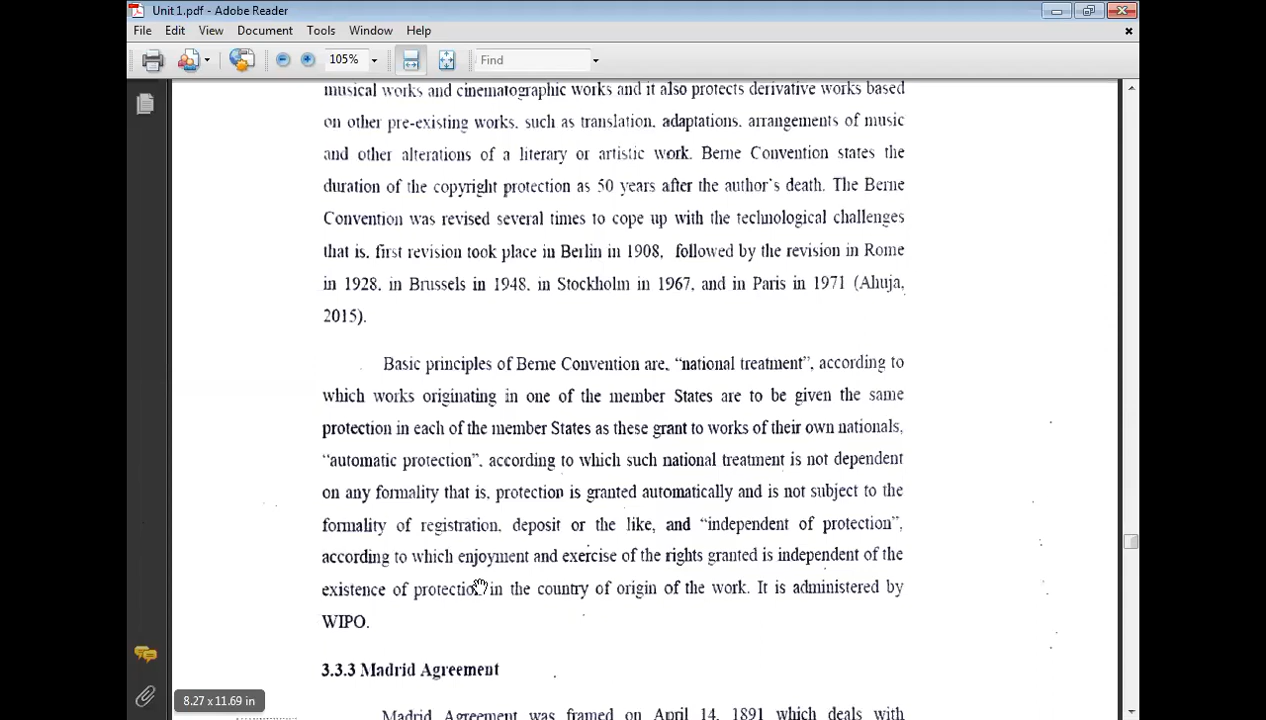 Unit 1.pdf - Adobe Reader
File Edit View Document Tools Window Help
105% Find
musical works and cinematographic works and it also protects derivative works based
on other pre-existing works. such as translation. adaptations. arrangements of music
and other alterations of a literary or artistic work. Berne Convention states the
duration of the copyright protection as 50 years after the author's death. The Berne
Convention was revised several times to cope up with the technological challenges
that is. first revision took place in Berlin in 1908, followed by the revision in Rome
in 1928. in Brussels in 1948. in Stockholm in 1967. and in Paris in 1971 (Ahuja,
2015).
Basic principles of Berne Convention are, “national treatment”, according to
which works originating in one of the member States are to be given the same
protection in each of the member States as these grant to works of their own nationals,
“automatic protection”. according to which such national treatment is not dependent
on any formality that is. protection is granted automatically and is not subject to the
formality of registration. deposit or the like, and “independent of protection”,
according to which enjoyment and exercise of the rights granted is independent of the
existence of protection in the country of origin of the work. It is administered by
WIPO.
3.3.3 Madrid Agreement
8.27 x 11.69 in
Madrid Agreement was framed on April 14, 1891 which deals with